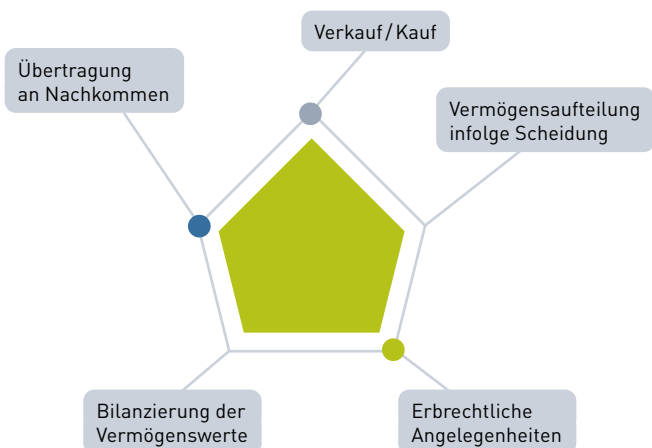 Verkauf / Kauf
Übertragung
an Nachkommen
Vermögensaufteilung
infolge Scheidung
Bilanzierung der
Vermögenswerte
Erbrechtliche
Angelegenheiten